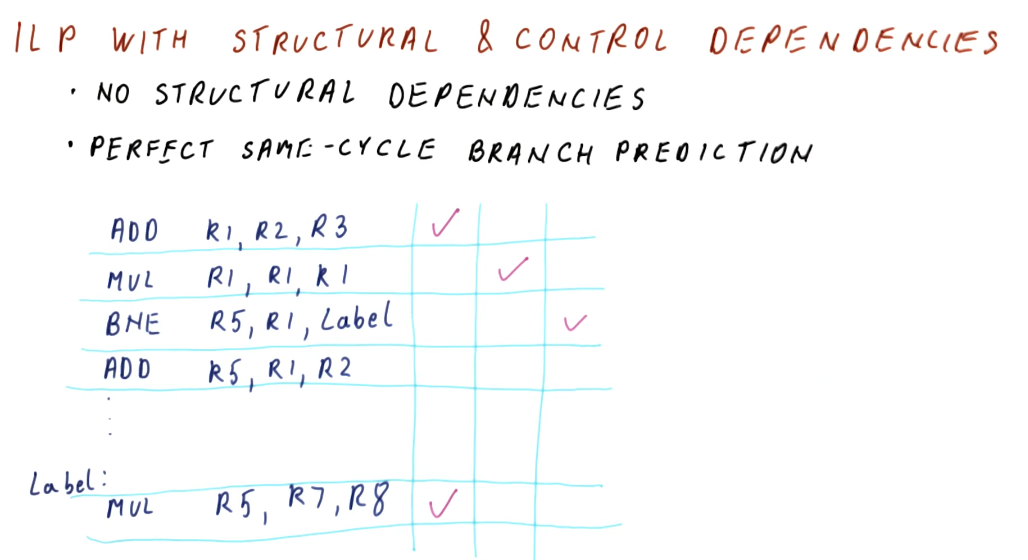 ILP WITH STRUCTURAL & CONTROL DEPENDENCIES
• NO STRUCTURAL DEPENDENCIES
• PERFECT SAME-CYCLE BRANCH PREDICTION
ADD R1, R2, R3 ✓
MUL R1, R1, R1 ✓
BNE R5, R1, Label ✓
ADD R5, R1, R2
⋮
Label:
MUL R5, R7, R8 ✓